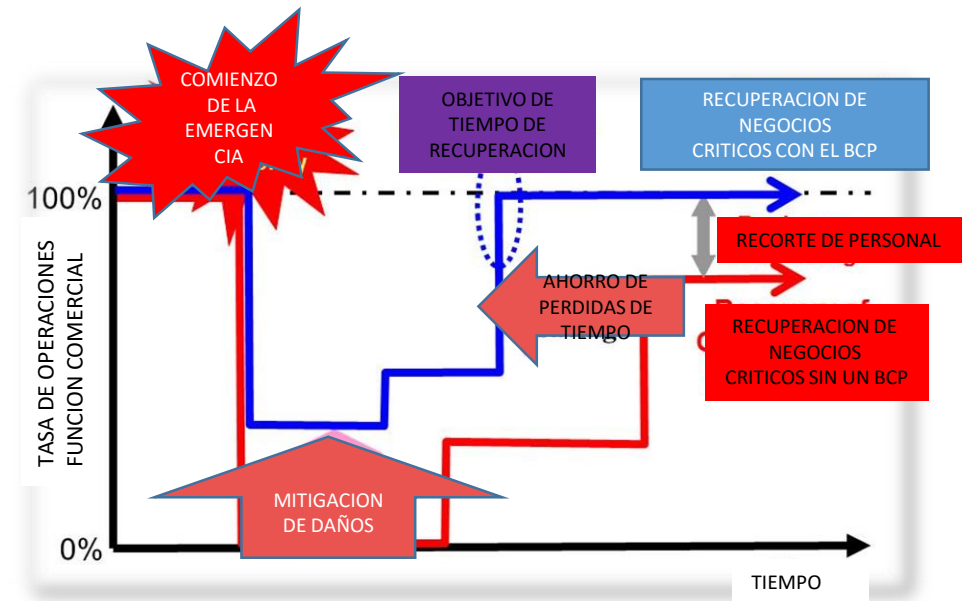 COMIENZO
DE LA
EMERGEN
CIA
OBJETIVO DE
TIEMPO DE
RECUPERACION
RECUPERACION DE
NEGOCIOS
CRITICOS CON EL BCP
100%
RECORTE DE PERSONAL
AHORRO DE
PERDIDAS DE
TIEMPO
RECUPERACION DE
NEGOCIOS
CRITICOS SIN UN BCP
TASA DE OPERACIONES
FUNCION COMERCIAL
MITIGACION
DE DAÑOS
0%
TIEMPO